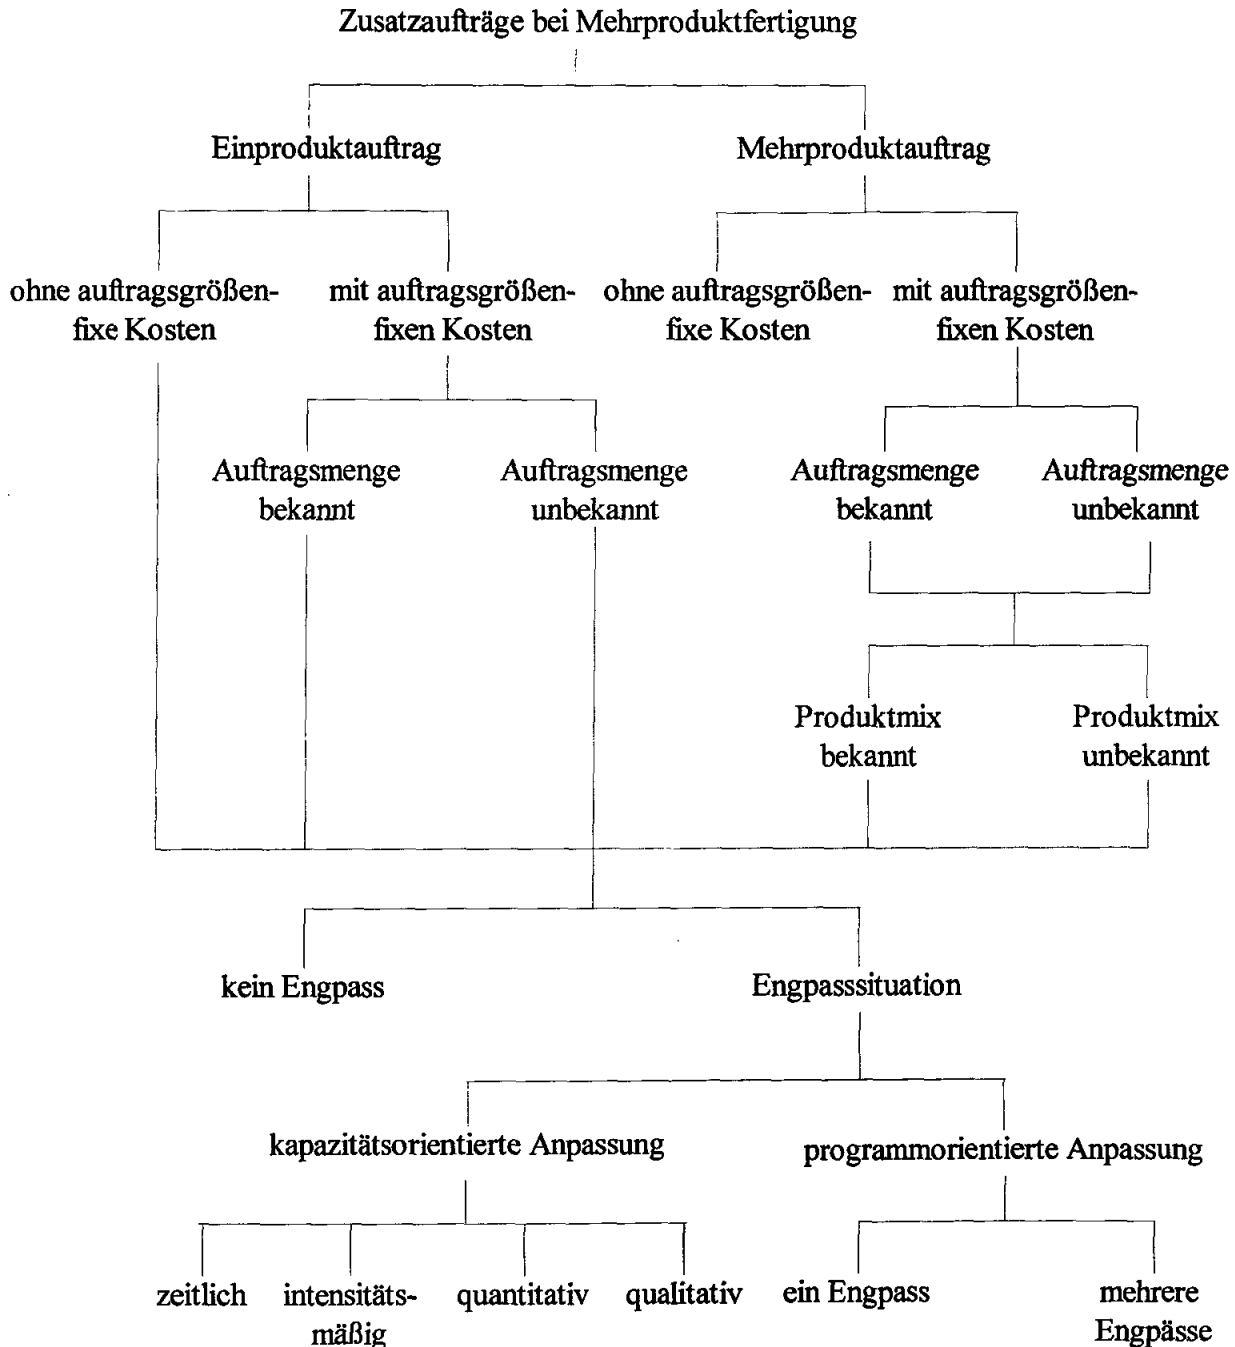 Zusatzaufträge bei Mehrproduktfertigung
Einproduktauftrag
Mehrproduktauftrag
ohne auftragsgrößen-
fixe Kosten
mit auftragsgrößen-
fixen Kosten
ohne auftragsgrößen-
fixe Kosten
mit auftragsgrößen-
fixen Kosten
Auftragsmenge
bekannt
Auftragsmenge
unbekannt
Auftragsmenge
bekannt
Auftragsmenge
unbekannt
Produktmix
bekannt
Produktmix
unbekannt
kein Engpass
Engpasssituation
kapazitätsorientierte Anpassung
programmorientierte Anpassung
zeitlich
intensitäts-
mäßig
quantitativ
qualitativ
ein Engpass
mehrere
Engpässe